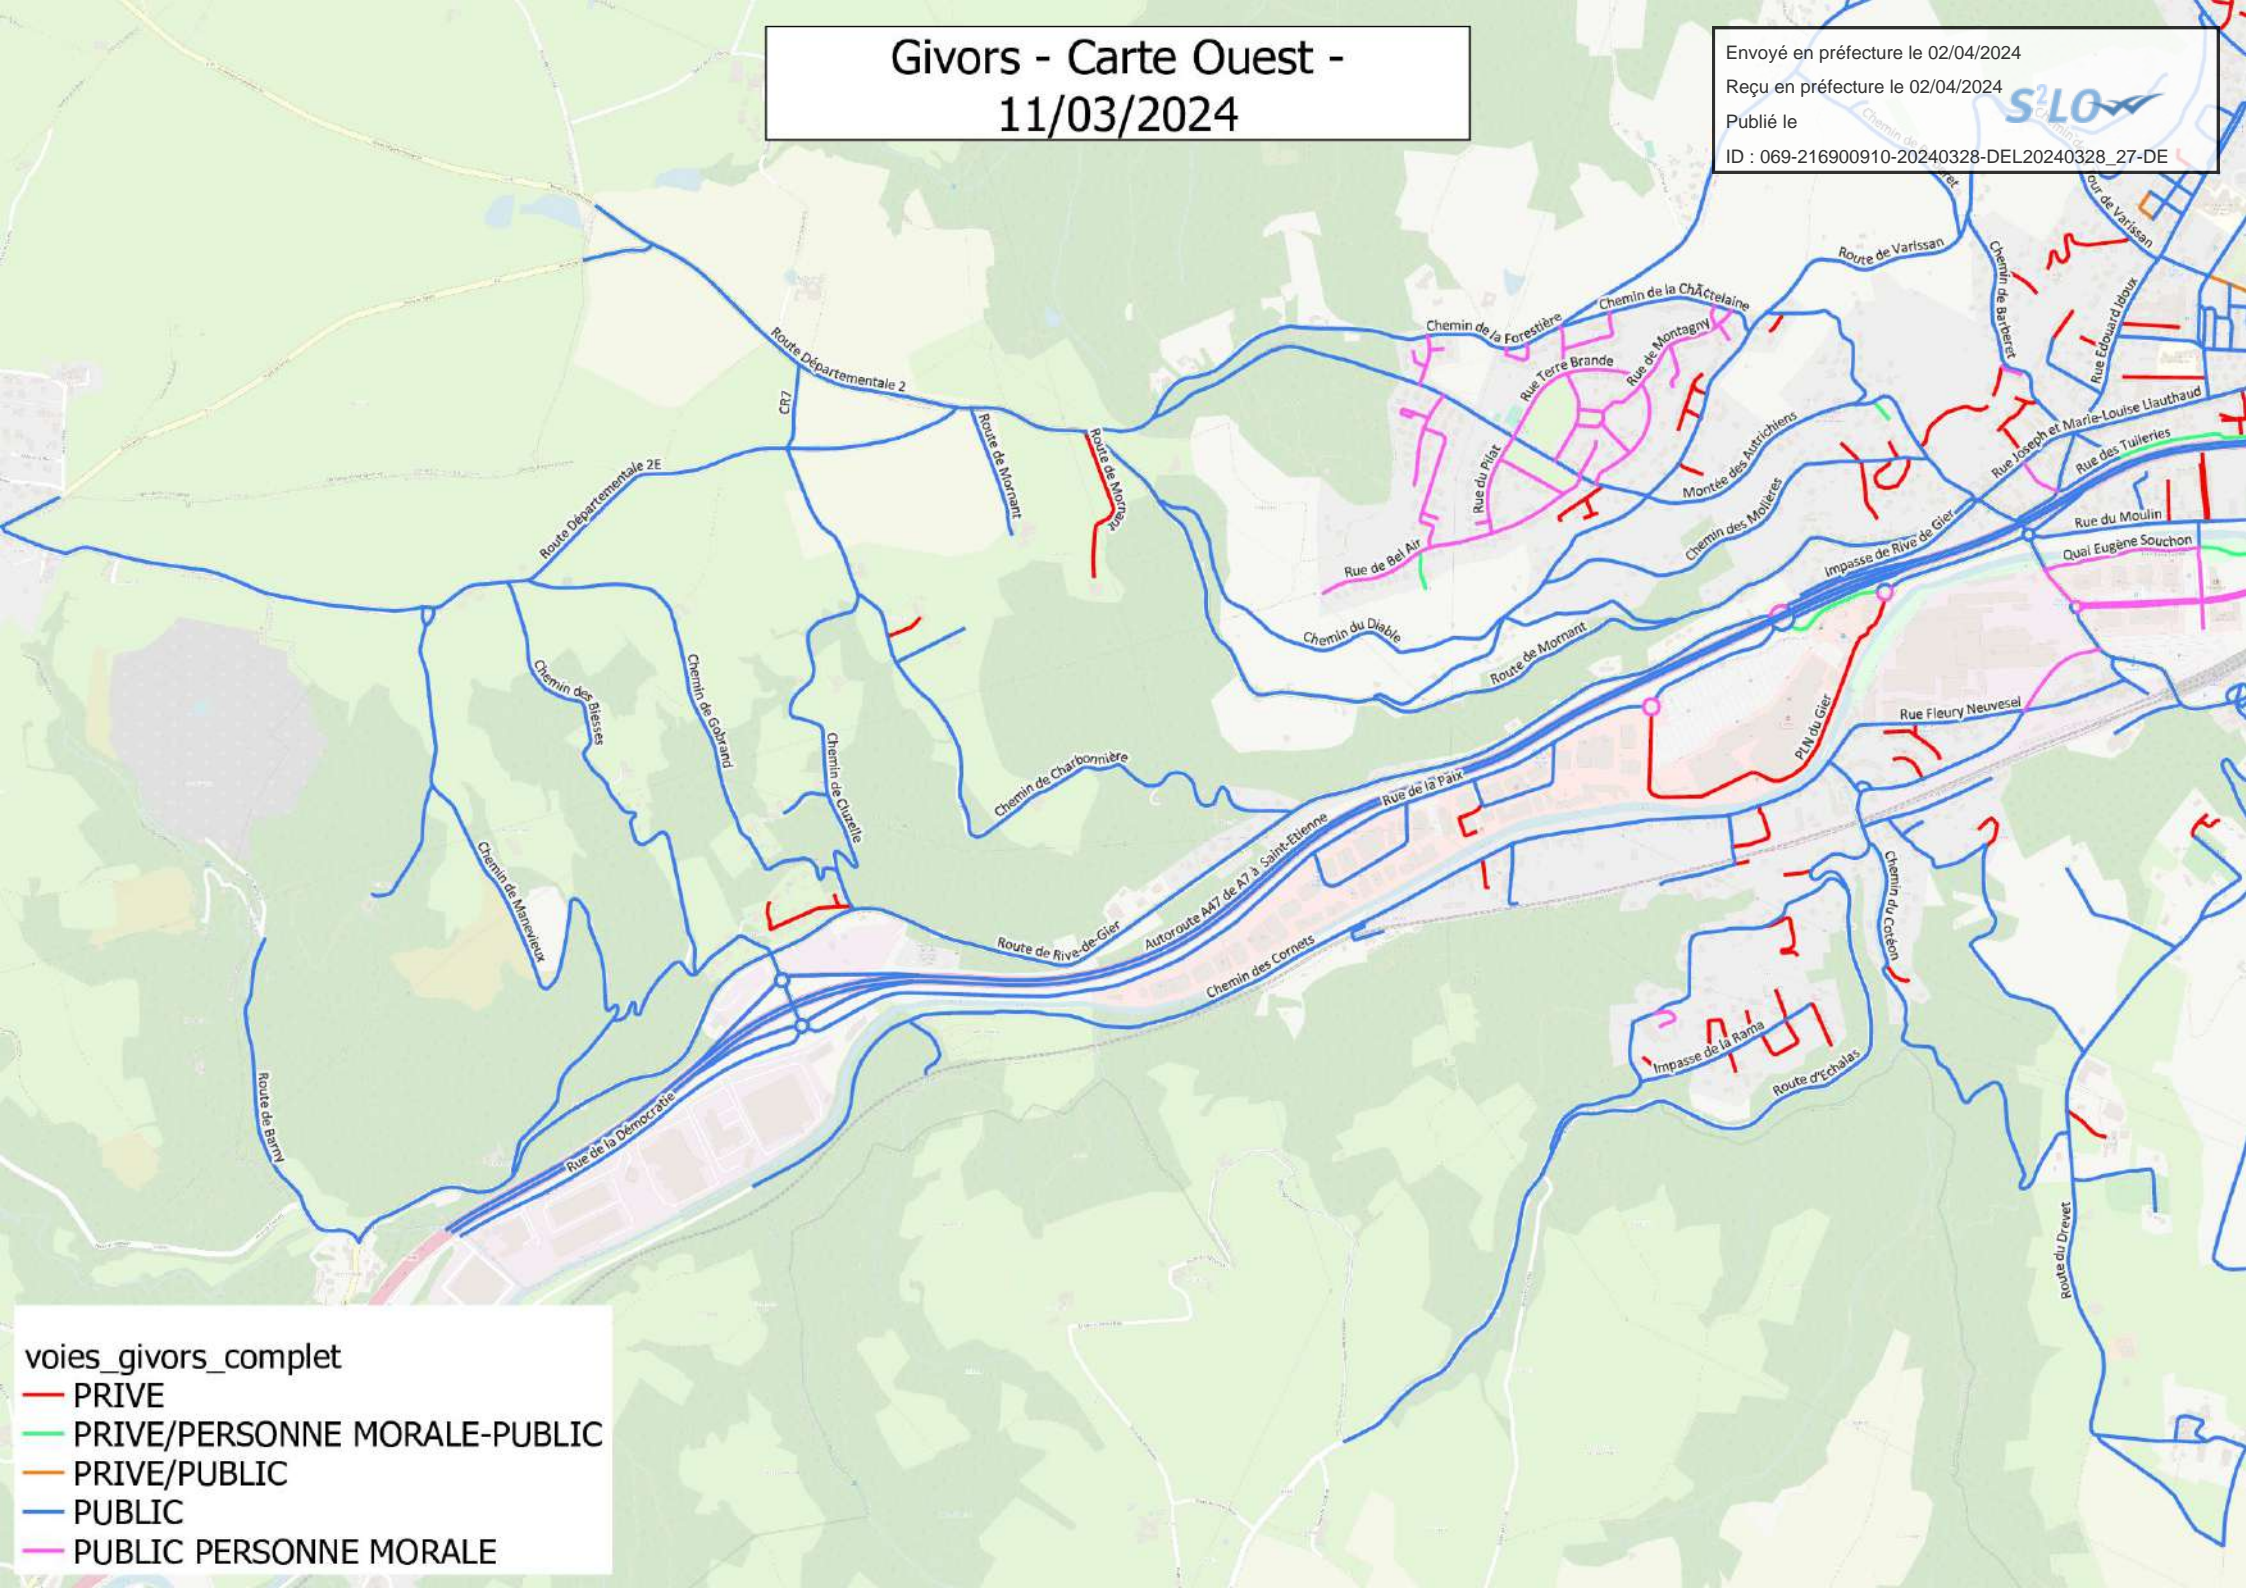 Givors - Carte Ouest -
11/03/2024
Envoyé en préfecture le 02/04/2024
Reçu en préfecture le 02/04/2024
S²LO
Publié le
ID : 069-216900910-20240328-DEL20240328_27-DE
Route de Varissan
Chemin de Barberet
Chemin de la ChÃ¢telaine
Chemin de la Forestière
Rue de Montagny
Rue Terre Brande
Rue Edouard Idoux
Route Départementale 2
CR7
Route de Mornant
Route de Mornant
Rue du Pilat
Montée des Autrichiens
Rue Joseph et Marie-Louise Liauthaud
Rue des Tuileries
Route Départementale 2E
Chemin des Molières
Rue du Moulin
Quai Eugène Souchon
Rue de Bel Air
Impasse de Rive de Gier
Chemin du Diable
Route de Mornant
Chemin des Biesses
Chemin de Gobrand
Chemin de Cluzelle
Chemin de Charbonnière
PLN du Gier
Rue Fleury Neuvesel
Rue de la Paix
Chemin de Manevieux
Autoroute A47 de A7 à Saint-Etienne
Route de Rive-de-Gier
Chemin des Cornets
Chemin du Cotéon
Impasse de la Rama
Route d'Echalas
Route de Barny
Rue de la Démocratie
Route du Drevet
voies_givors_complet
PRIVE
PRIVE/PERSONNE MORALE-PUBLIC
PRIVE/PUBLIC
PUBLIC
PUBLIC PERSONNE MORALE